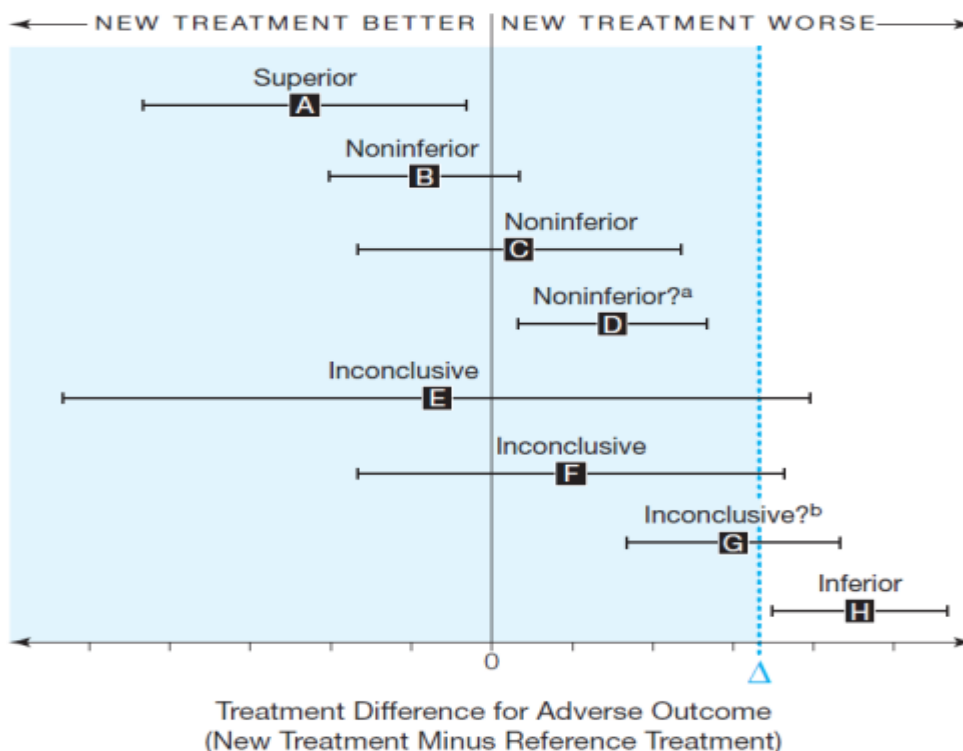 NEW TREATMENT BETTER NEW TREATMENT WORSE
Superior
A
Noninferior
B
Noninferior
C
Noninferior?ᵃ
D
Inconclusive
E
Inconclusive
F
Inconclusive?ᵇ
G
Inferior
H
0
Δ
Treatment Difference for Adverse Outcome
(New Treatment Minus Reference Treatment)